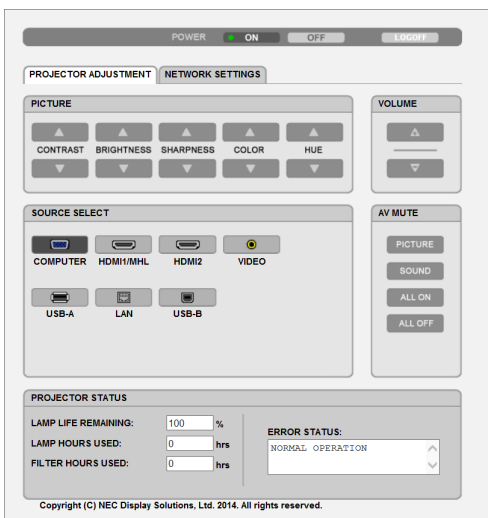 POWER ON OFF LOGOFF
PROJECTOR ADJUSTMENT NETWORK SETTINGS
PICTURE
CONTRAST BRIGHTNESS SHARPNESS COLOR HUE
VOLUME
SOURCE SELECT
COMPUTER HDMI1/MHL HDMI2 VIDEO
USB-A LAN USB-B
AV MUTE
PICTURE
SOUND
ALL ON
ALL OFF
PROJECTOR STATUS
LAMP LIFE REMAINING: 100 %
LAMP HOURS USED: 0 hrs
FILTER HOURS USED: 0 hrs
ERROR STATUS:
NORMAL OPERATION
Copyright (C) NEC Display Solutions, Ltd. 2014. All rights reserved.